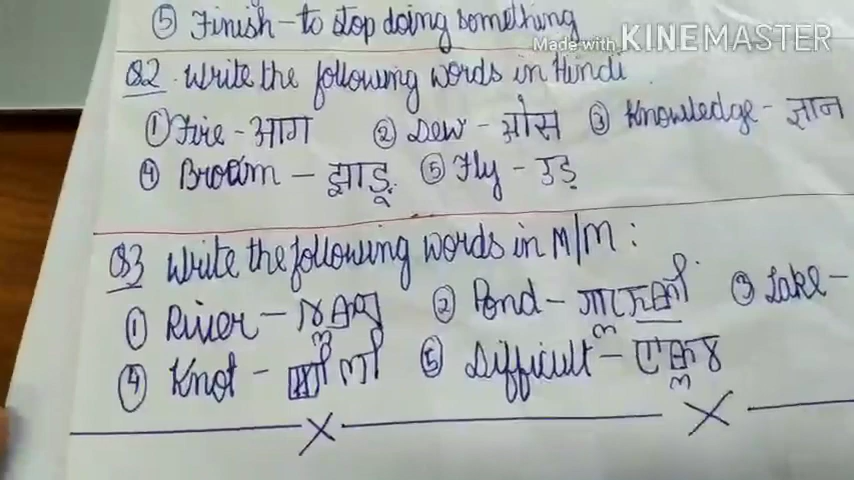 ⑤ Finish - to stop doing something
Made with KINEMASTER
Q2. Write the following words in Hindi
① Fire - आग ② Dew - ओस ③ Knowledge - ज्ञान
④ Broom - झाड़ू ⑤ Fly - उड़
Q3 Write the following words in M/M :
① River - ② Pond - ③ Lake -
④ Knot - ⑤ Difficult -